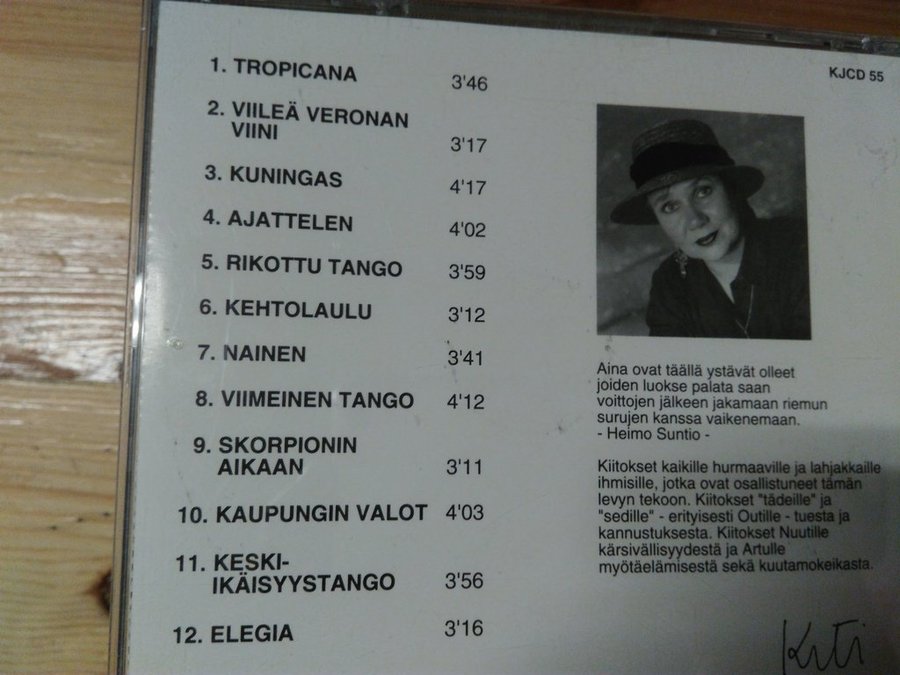 1. TROPICANA 3'46
2. VIILEÄ VERONAN
VIINI 3'17
3. KUNINGAS 4'17
4. AJATTELEN 4'02
5. RIKOTTU TANGO 3'59
6. KEHTOLAULU 3'12
7. NAINEN 3'41
8. VIIMEINEN TANGO 4'12
9. SKORPIONIN
AIKAAN 3'11
10. KAUPUNGIN VALOT 4'03
11. KESKI-
IKÄISYYSTANGO 3'56
12. ELEGIA 3'16
KJCD 55
Aina ovat täällä ystävät olleet
joiden luokse palata saan
voittojen jälkeen jakamaan riemun
surujen kanssa vaikenemaan.
- Heimo Suntio -
Kiitokset kaikille hurmaaville ja lahjakkaille
ihmisille, jotka ovat osallistuneet tämän
levyn tekoon. Kiitokset "tädeille" ja
"sedille" - erityisesti Outille - tuesta ja
kannustuksesta. Kiitokset Nuutille
kärsivällisyydestä ja Artulle
myötäelämisestä sekä kuutamokeikasta.
Kiti